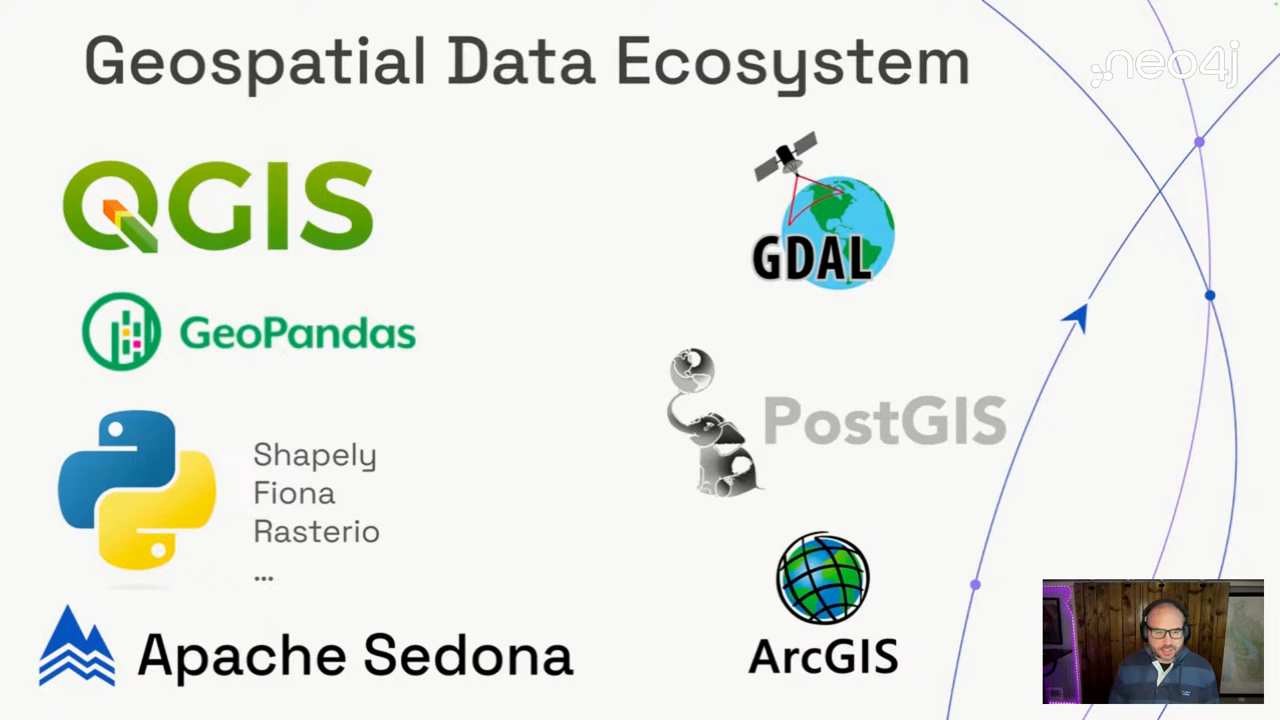 Geospatial Data Ecosystem
neo4j
QGIS
GDAL
GeoPandas
PostGIS
Shapely
Fiona
Rasterio
...
ArcGIS
Apache Sedona